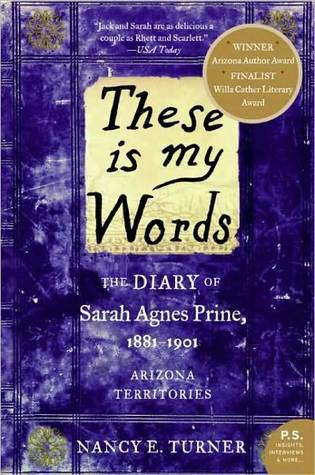 "Jack and Sarah are as delicious a
couple as Rhett and Scarlett."
—USA Today
WINNER
Arizona Author Award
FINALIST
Willa Cather Literary
Award
These
is my
Words
THE DIARY OF
Sarah Agnes Prine,
1881–1901
ARIZONA
TERRITORIES
NANCY E. TURNER
P.S.
INSIGHTS,
INTERVIEWS
& MORE...